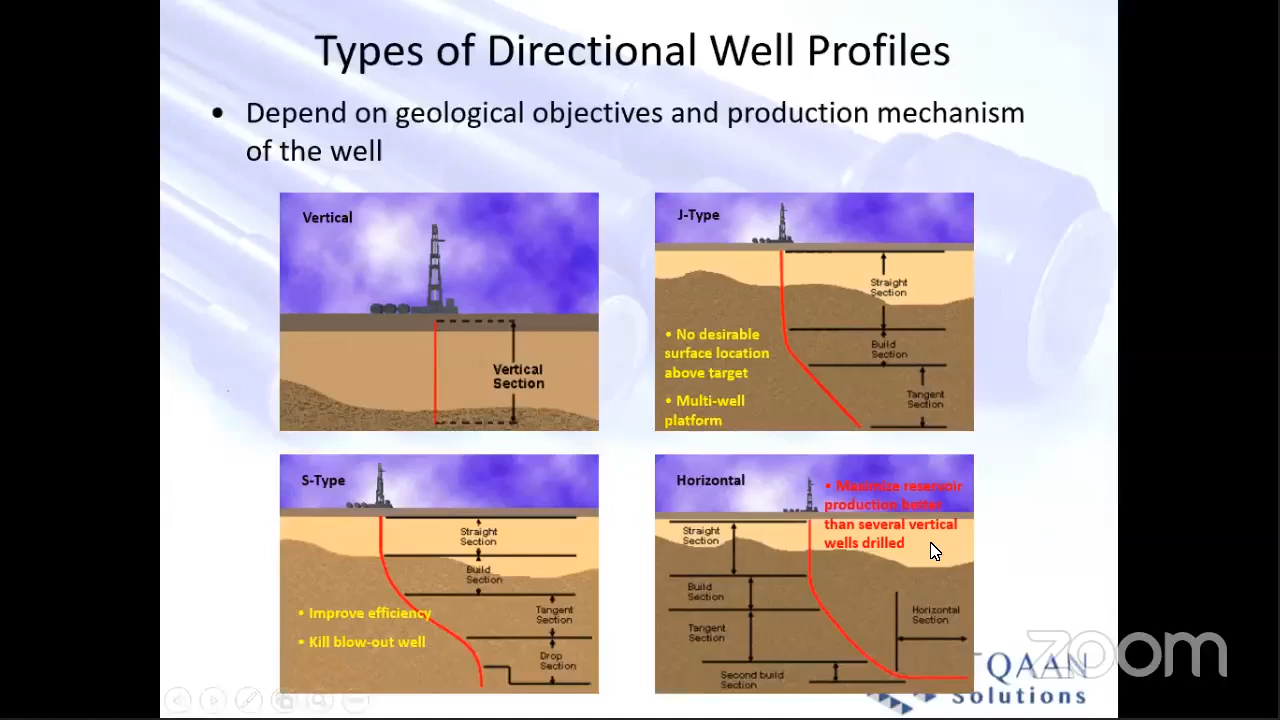 Types of Directional Well Profiles
• Depend on geological objectives and production mechanism
of the well
Vertical
Vertical
Section
J-Type
Straight
Section
Build
Section
Tangent
Section
• No desirable
surface location
above target
• Multi-well
platform
S-Type
Straight
Section
Build
Section
Tangent
Section
Drop
Section
• Improve efficiency
• Kill blow-out well
Horizontal
• Maximize reservoir
production better
than several vertical
wells drilled
Straight
Section
Build
Section
Tangent
Section
Second build
Section
Horizontal
Section
QAAN
Solutions
zoom